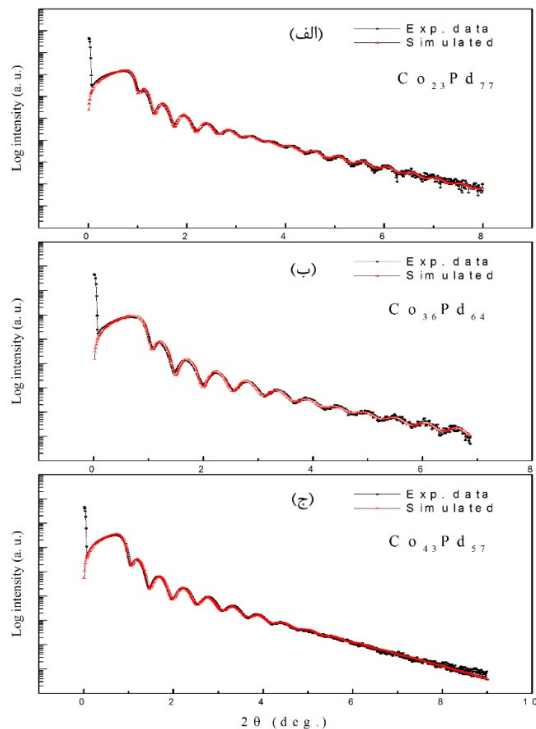 (الف)
Exp. data
Simulated
Co₂₃Pd₇₇
Log intensity (a. u.)
0 2 4 6 8
(ب)
Exp. data
Simulated
Co₃₆Pd₆₄
Log intensity (a. u.)
0 2 4 6 8
(ج)
Exp. data
Simulated
Co₄₃Pd₅₇
Log intensity (a. u.)
0 2 4 6 8 10
2θ (deg.)